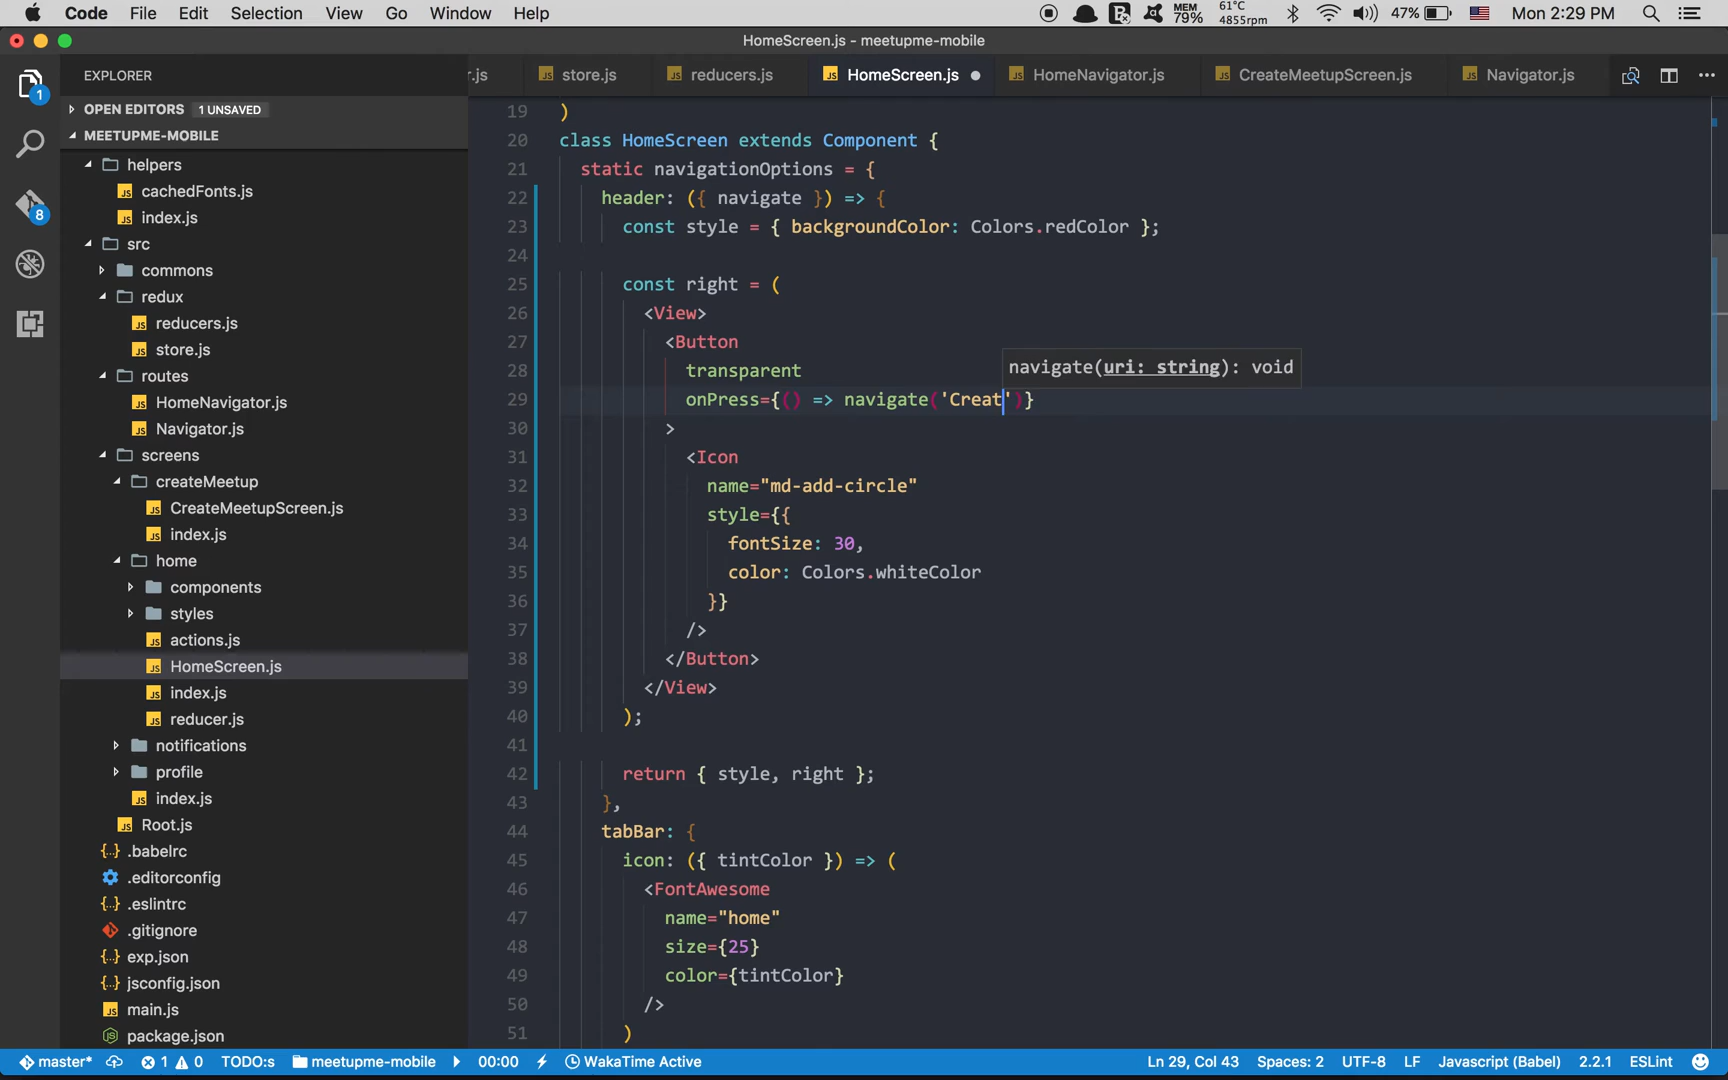 Code File Edit Selection View Go Window Help MEM 79% 61°C 4855rpm 47% Mon 2:29 PM
HomeScreen.js - meetupme-mobile
EXPLORER
r.js store.js reducers.js HomeScreen.js HomeNavigator.js CreateMeetupScreen.js Navigator.js
1
8
OPEN EDITORS 1 UNSAVED
MEETUPME-MOBILE
helpers
cachedFonts.js
index.js
src
commons
redux
reducers.js
store.js
routes
HomeNavigator.js
Navigator.js
screens
createMeetup
CreateMeetupScreen.js
index.js
home
components
styles
actions.js
HomeScreen.js
index.js
reducer.js
notifications
profile
index.js
Root.js
.babelrc
.editorconfig
.eslintrc
.gitignore
exp.json
jsconfig.json
main.js
package.json
19 )
20 class HomeScreen extends Component {
21 static navigationOptions = {
22 header: ({ navigate }) => {
23 const style = { backgroundColor: Colors.redColor };
24
25 const right = (
26 <View>
27 <Button
28 transparent
navigate(uri: string): void
29 onPress={() => navigate('Creat')}
30 >
31 <Icon
32 name="md-add-circle"
33 style={{
34 fontSize: 30,
35 color: Colors.whiteColor
36 }}
37 />
38 </Button>
39 </View>
40 );
41
42 return { style, right };
43 },
44 tabBar: {
45 icon: ({ tintColor }) => (
46 <FontAwesome
47 name="home"
48 size={25}
49 color={tintColor}
50 />
51 )
master* 1 0 TODO:s meetupme-mobile 00:00 WakaTime Active Ln 29, Col 43 Spaces: 2 UTF-8 LF Javascript (Babel) 2.2.1 ESLint